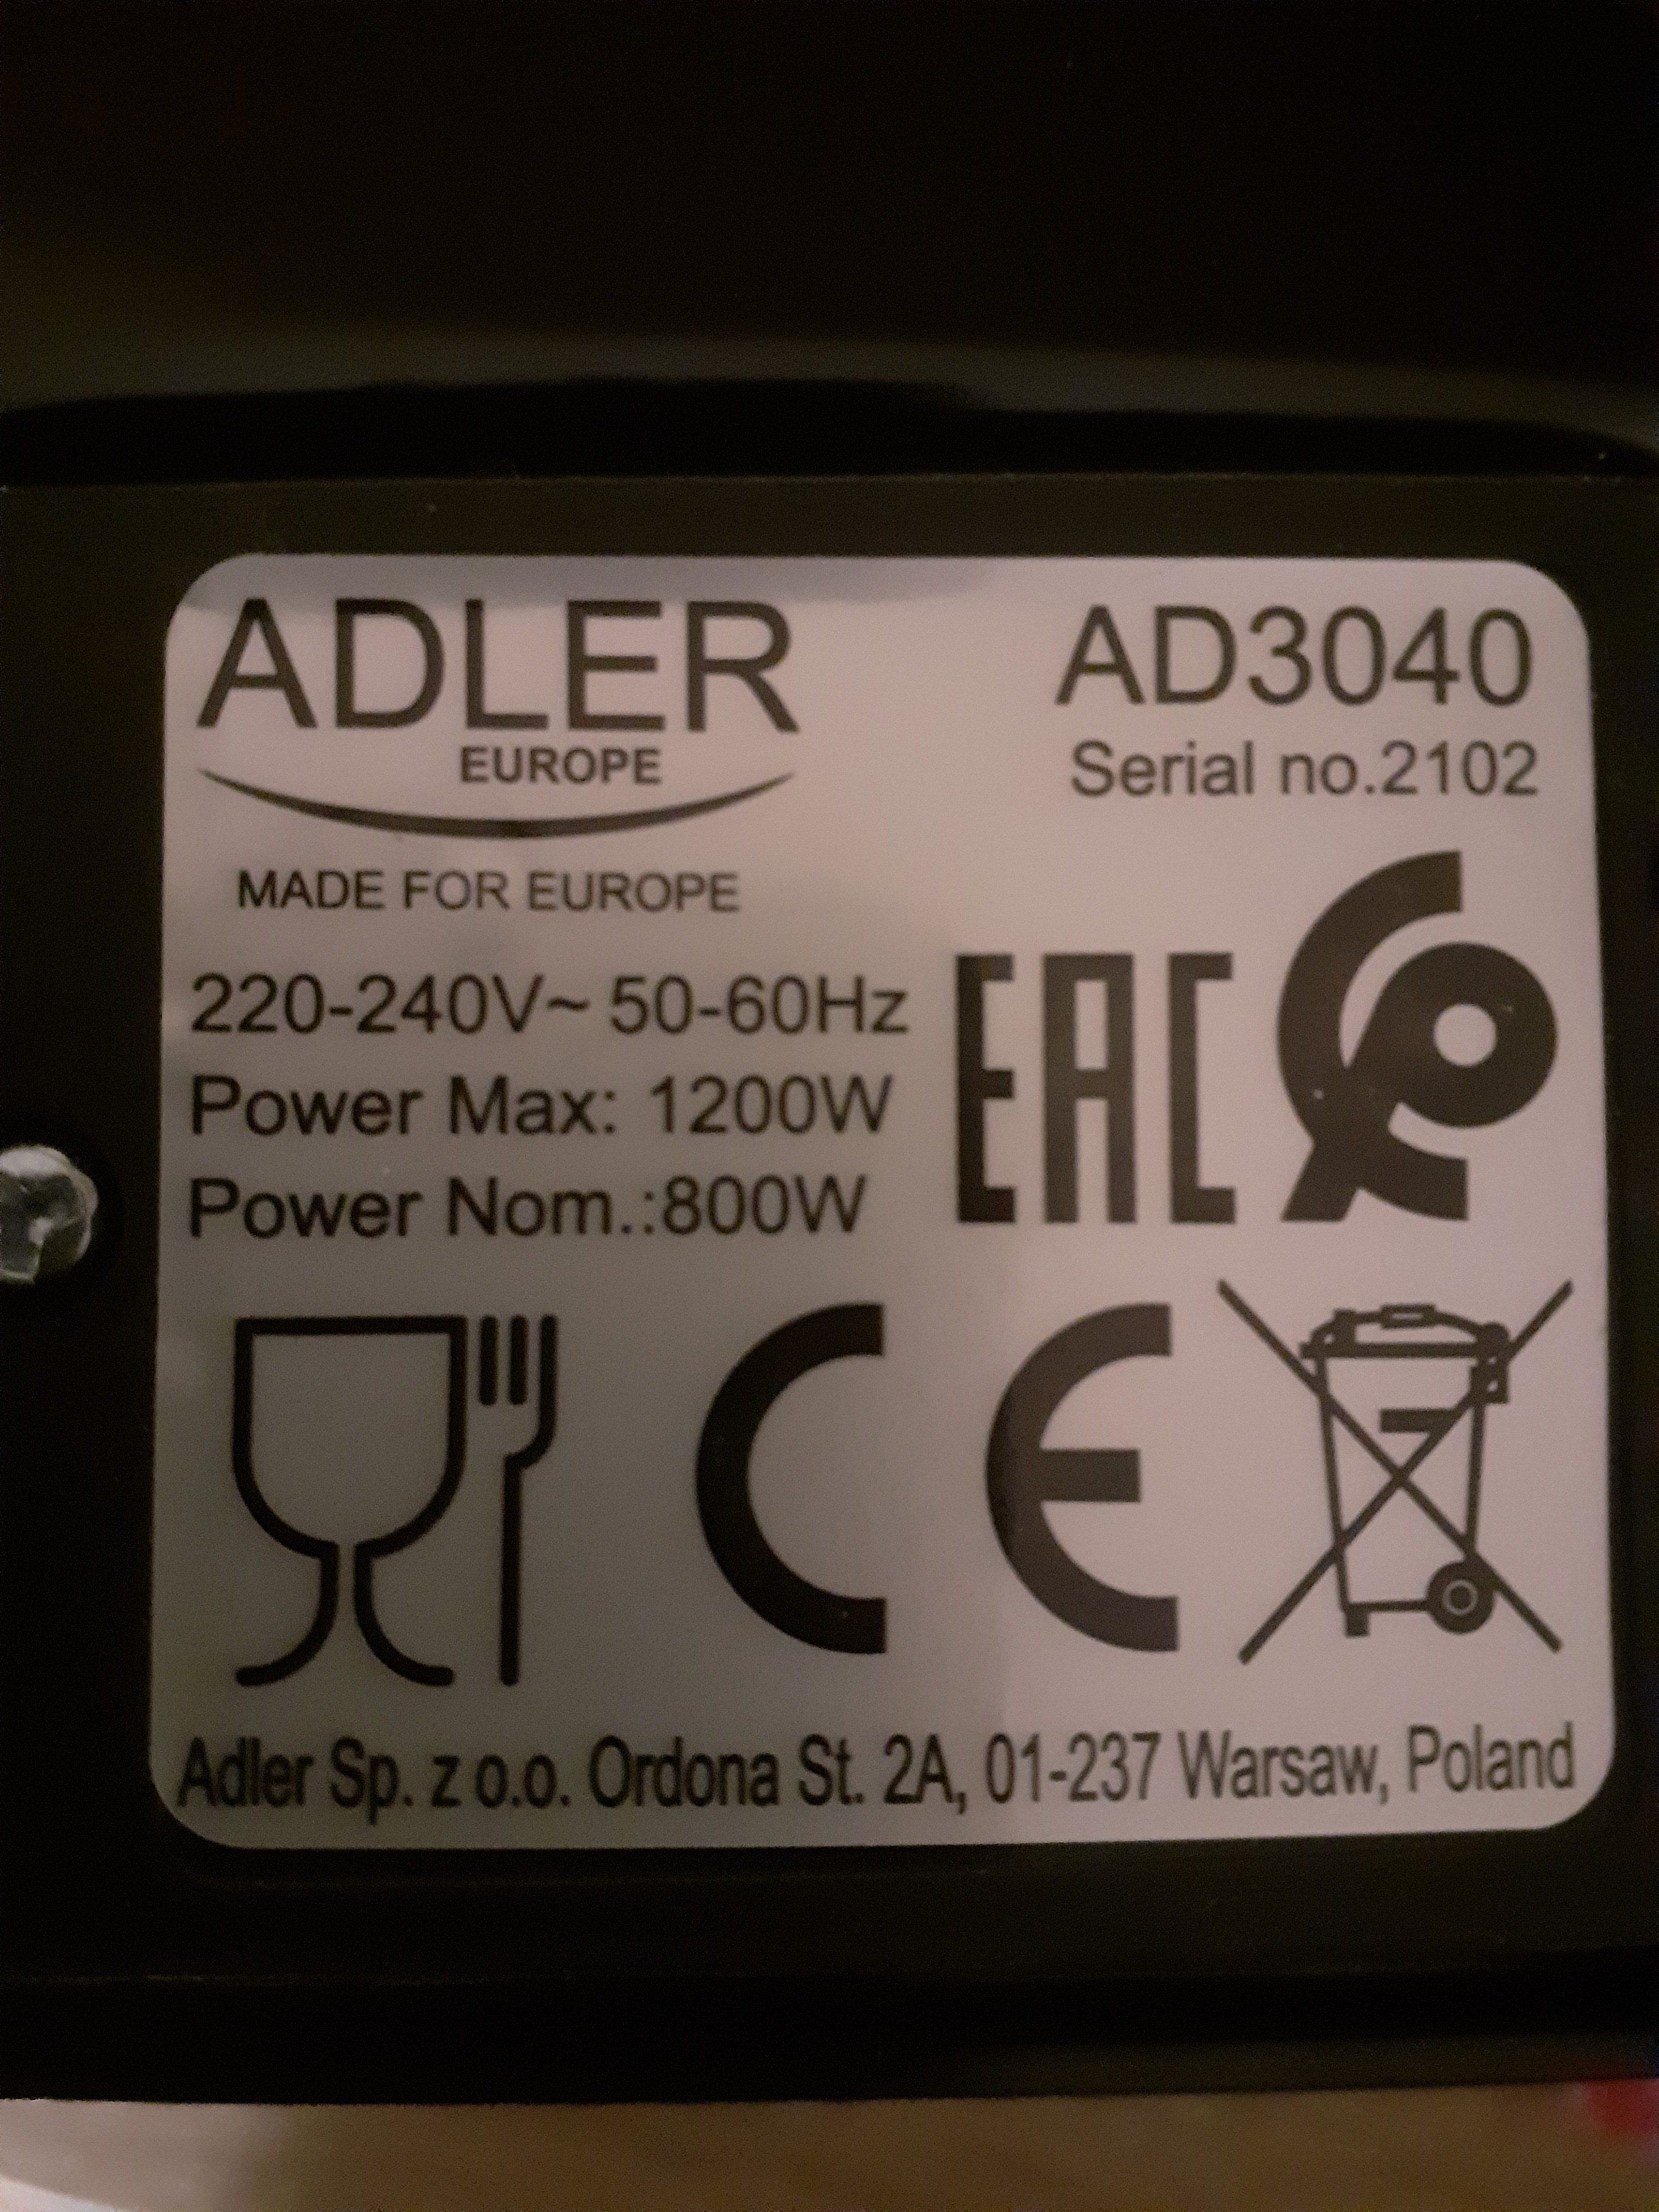 ADLER
EUROPE
AD3040
Serial no.2102
MADE FOR EUROPE
220-240V~ 50-60Hz
Power Max: 1200W
Power Nom.:800W
EAC
CE
Adler Sp. z o.o. Ordona St. 2A, 01-237 Warsaw, Poland